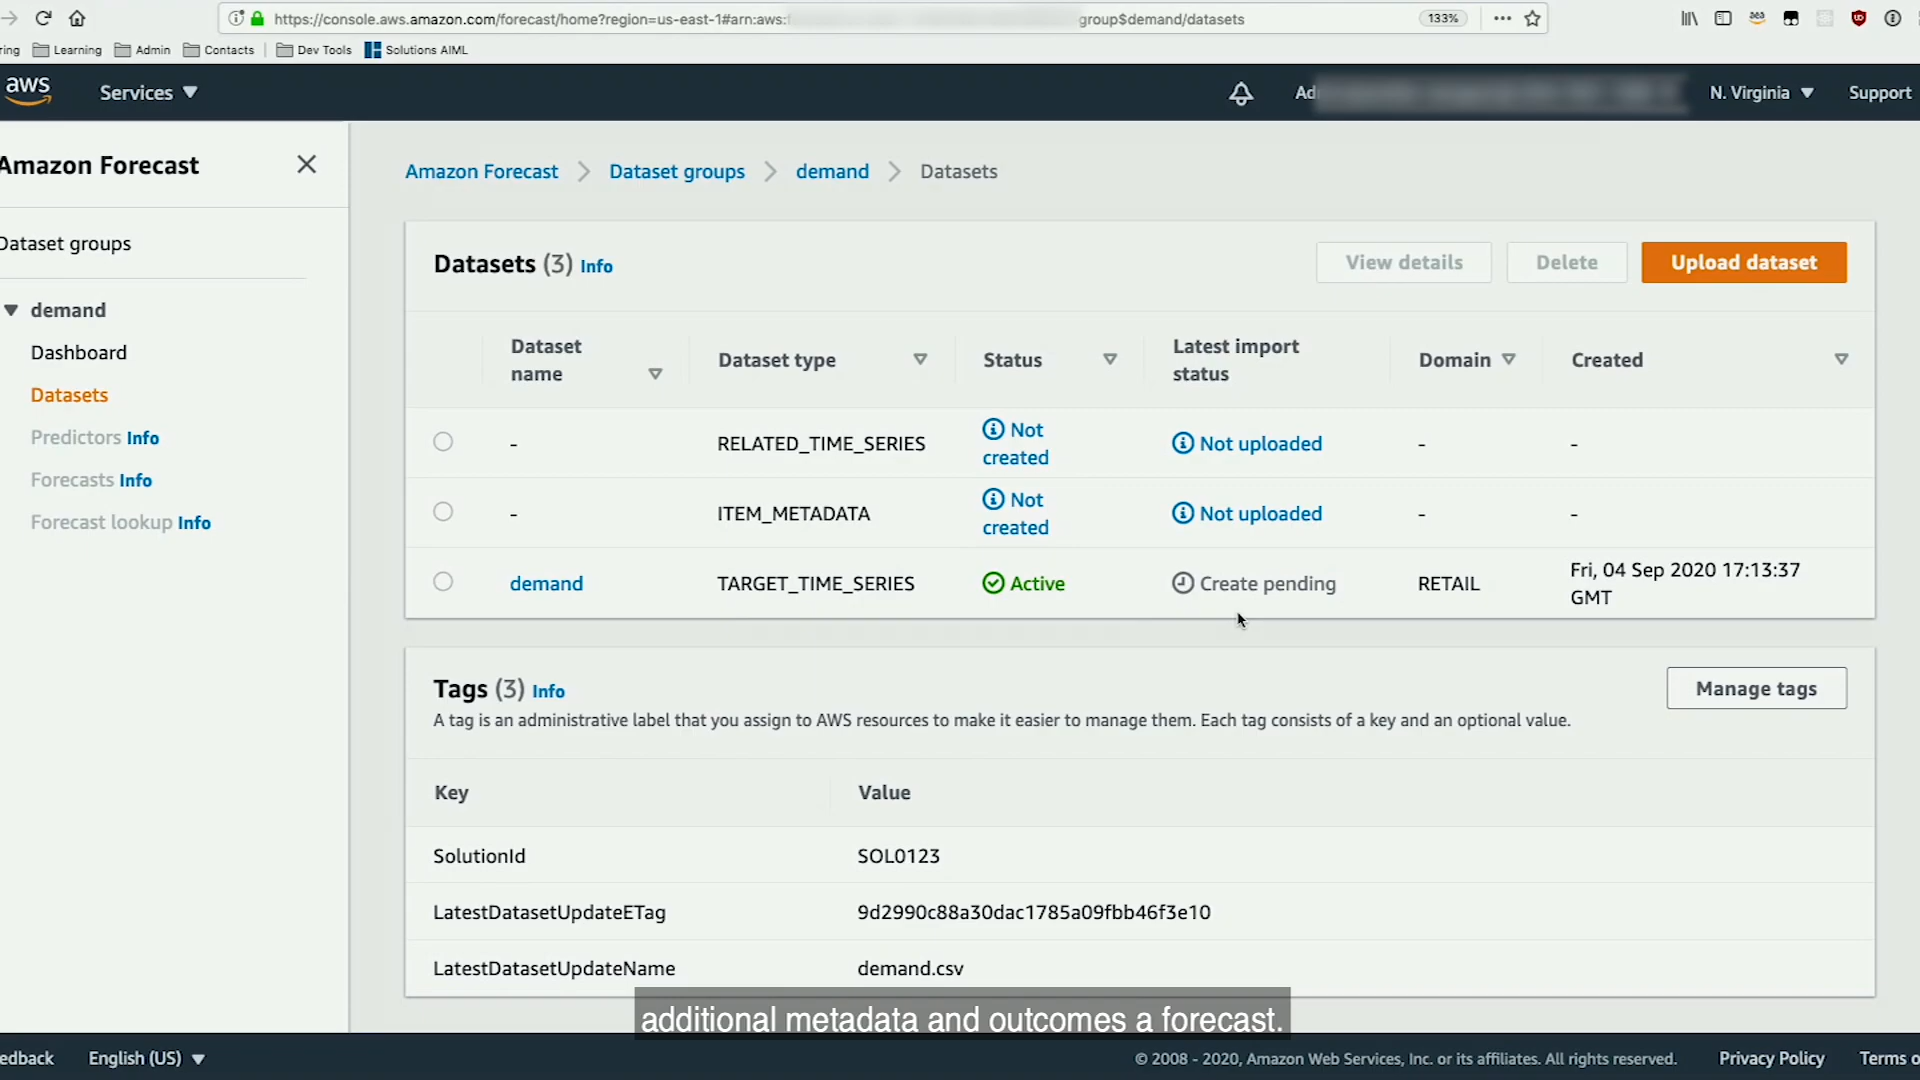 https://console.aws.amazon.com/forecast/home?region=us-east-1#arn:aws: group$demand/datasets
133%
ring Learning Admin Contacts Dev Tools Solutions AIML
aws Services N. Virginia Support
Amazon Forecast
Dataset groups
demand
Dashboard
Datasets
Predictors Info
Forecasts Info
Forecast lookup Info
Amazon Forecast Dataset groups demand Datasets
Datasets (3) Info View details Delete Upload dataset
Dataset name Dataset type Status Latest import status Domain Created
- RELATED_TIME_SERIES Not created Not uploaded - -
- ITEM_METADATA Not created Not uploaded - -
demand TARGET_TIME_SERIES Active Create pending RETAIL Fri, 04 Sep 2020 17:13:37 GMT
Tags (3) Info Manage tags
A tag is an administrative label that you assign to AWS resources to make it easier to manage them. Each tag consists of a key and an optional value.
Key Value
SolutionId SOL0123
LatestDatasetUpdateETag 9d2990c88a30dac1785a09fbb46f3e10
LatestDatasetUpdateName demand.csv
additional metadata and outcomes a forecast.
edback English (US) © 2008 - 2020, Amazon Web Services, Inc. or its affiliates. All rights reserved. Privacy Policy Terms o